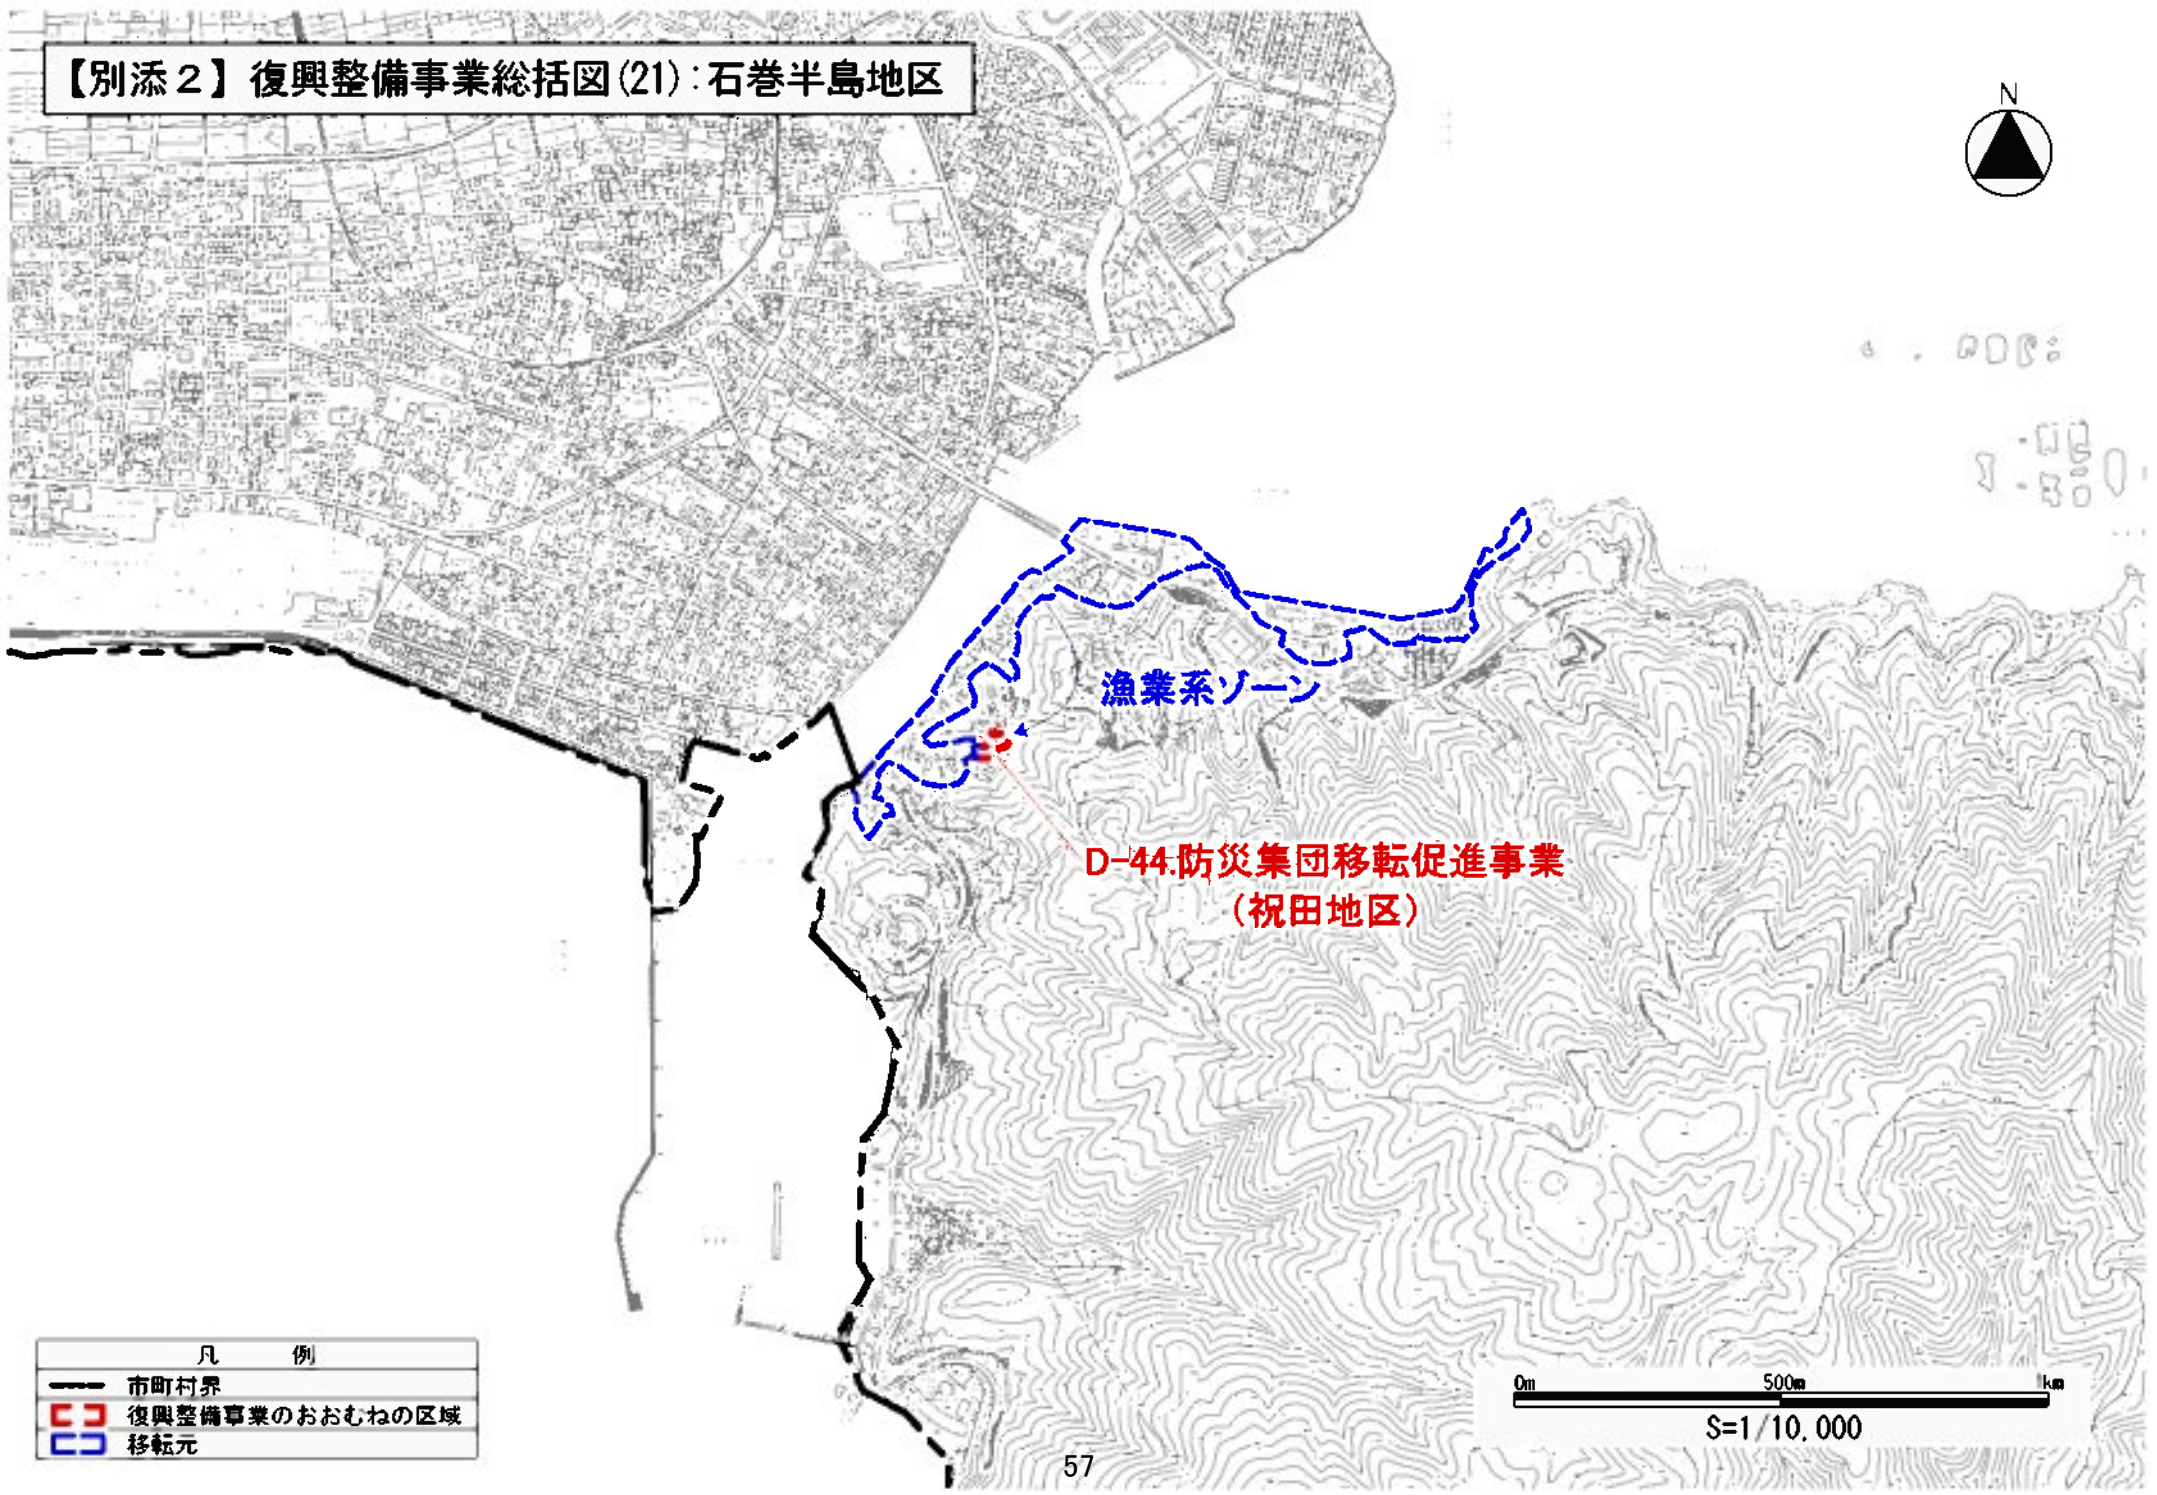 【別添２】復興整備事業総括図(21):石巻半島地区
N
漁業系ゾーン
D-44.防災集団移転促進事業
(祝田地区)
凡 例
市町村界
復興整備事業のおおむねの区域
移転元
0m 500m 1km
S=1/10,000
57